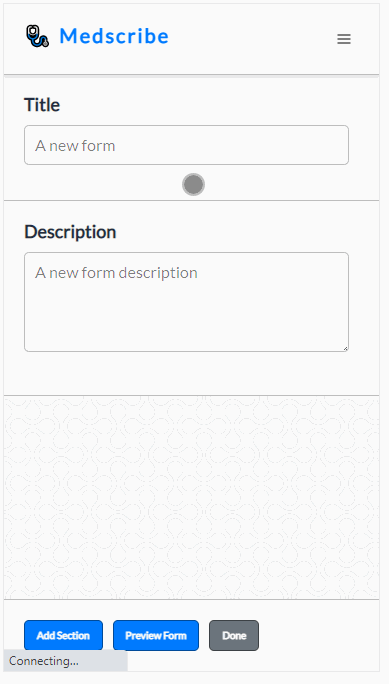 Medscribe
Title
A new form
Description
A new form description
Add Section Preview Form Done
Connecting...